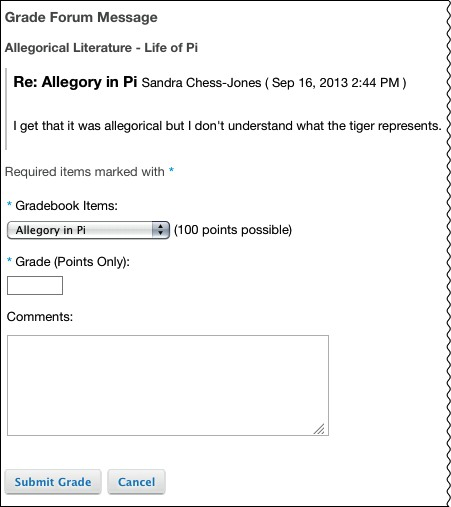 Grade Forum Message
Allegorical Literature - Life of Pi
Re: Allegory in Pi Sandra Chess-Jones ( Sep 16, 2013 2:44 PM )
I get that it was allegorical but I don't understand what the tiger represents.
Required items marked with *
* Gradebook Items:
Allegory in Pi (100 points possible)
* Grade (Points Only):
Comments:
Submit Grade Cancel